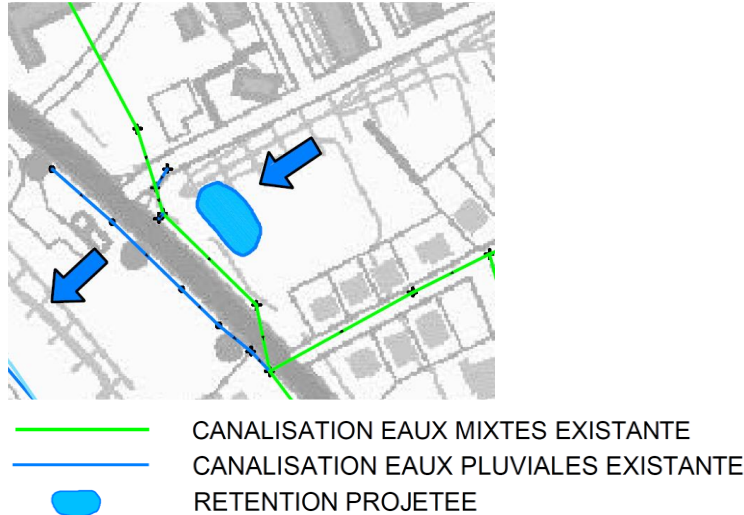 CANALISATION EAUX MIXTES EXISTANTE
CANALISATION EAUX PLUVIALES EXISTANTE
RETENTION PROJETEE